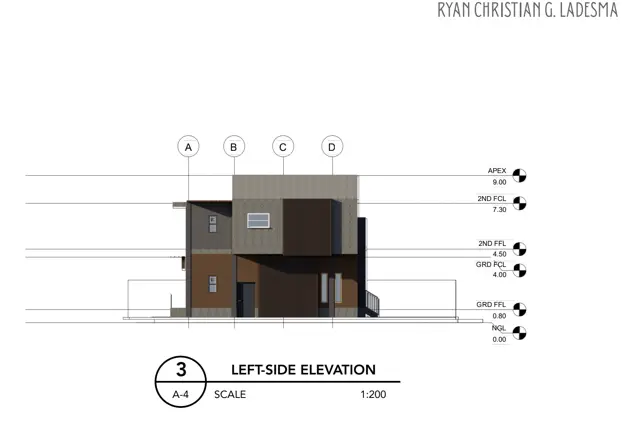 RYAN CHRISTIAN G. LADESMA
A B C D
APEX
9.00
2ND FCL
7.30
2ND FFL
4.50
GRD FCL
4.00
GRD FFL
0.80
NGL
0.00
3 LEFT-SIDE ELEVATION
A-4 SCALE 1:200